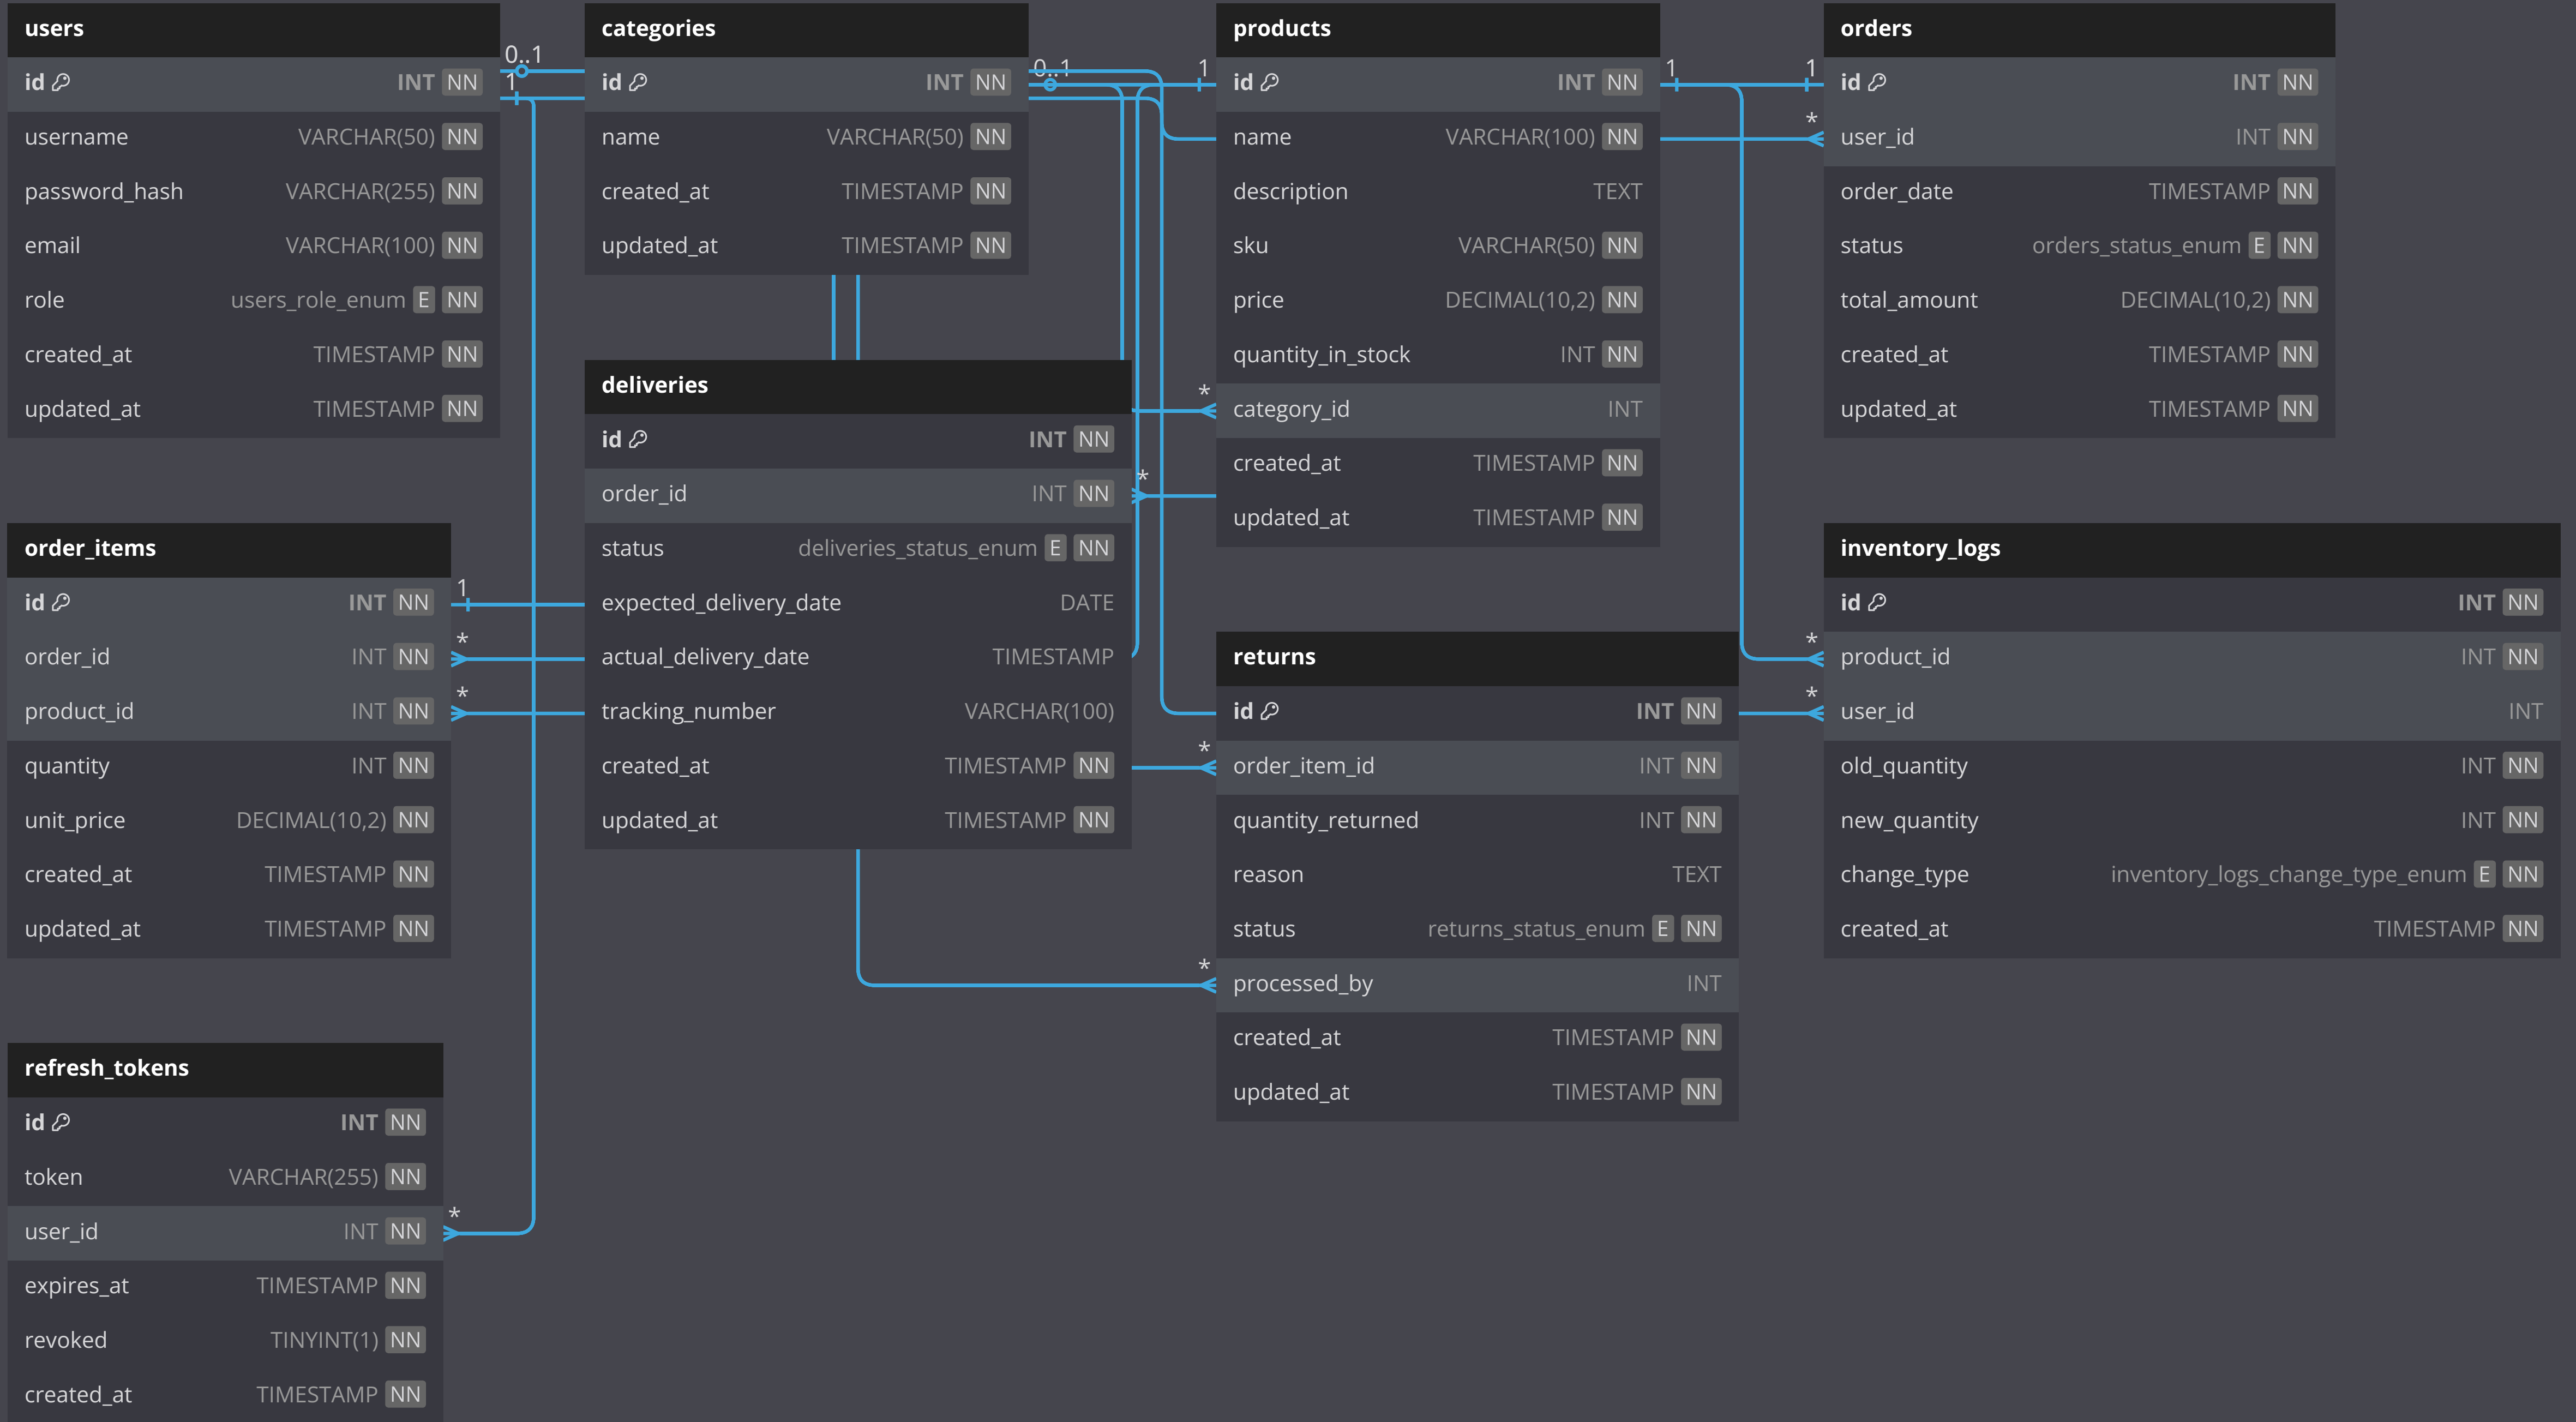 users
id INT NN
username VARCHAR(50) NN
password_hash VARCHAR(255) NN
email VARCHAR(100) NN
role users_role_enum E NN
created_at TIMESTAMP NN
updated_at TIMESTAMP NN
0..1
1
categories
id INT NN
name VARCHAR(50) NN
created_at TIMESTAMP NN
updated_at TIMESTAMP NN
0..1
1
products
id INT NN
name VARCHAR(100) NN
description TEXT
sku VARCHAR(50) NN
price DECIMAL(10,2) NN
quantity_in_stock INT NN
* category_id INT
created_at TIMESTAMP NN
updated_at TIMESTAMP NN
1
1
orders
id INT NN
* user_id INT NN
order_date TIMESTAMP NN
status orders_status_enum E NN
total_amount DECIMAL(10,2) NN
created_at TIMESTAMP NN
updated_at TIMESTAMP NN
deliveries
id INT NN
order_id INT NN *
status deliveries_status_enum E NN
expected_delivery_date DATE
actual_delivery_date TIMESTAMP
tracking_number VARCHAR(100)
created_at TIMESTAMP NN
updated_at TIMESTAMP NN
order_items
id INT NN 1
order_id INT NN *
product_id INT NN *
quantity INT NN
unit_price DECIMAL(10,2) NN
created_at TIMESTAMP NN
updated_at TIMESTAMP NN
returns
id INT NN
* order_item_id INT NN
quantity_returned INT NN
reason TEXT
status returns_status_enum E NN
* processed_by INT
created_at TIMESTAMP NN
updated_at TIMESTAMP NN
inventory_logs
id INT NN
* product_id INT NN
* user_id INT
old_quantity INT NN
new_quantity INT NN
change_type inventory_logs_change_type_enum E NN
created_at TIMESTAMP NN
refresh_tokens
id INT NN
token VARCHAR(255) NN
user_id INT NN *
expires_at TIMESTAMP NN
revoked TINYINT(1) NN
created_at TIMESTAMP NN